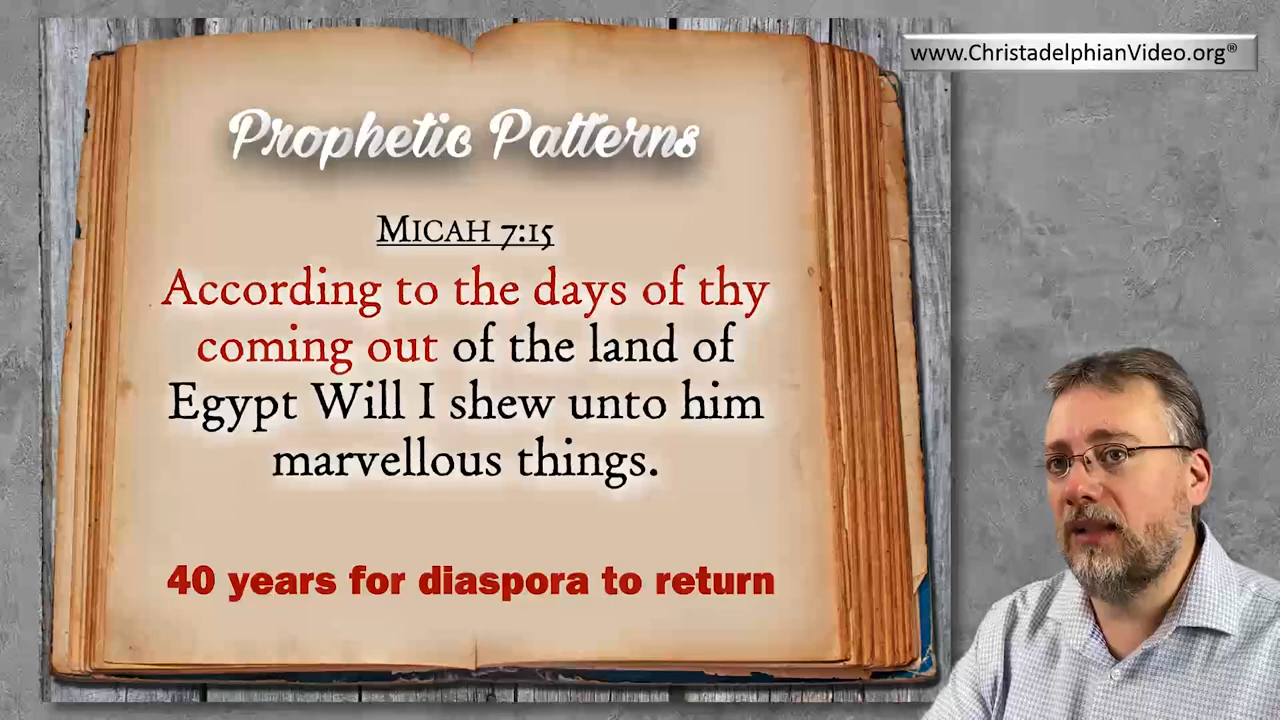 www.ChristadelphianVideo.org®
Prophetic Patterns
MICAH 7:15
According to the days of thy
coming out of the land of
Egypt Will I shew unto him
marvellous things.
40 years for diaspora to return